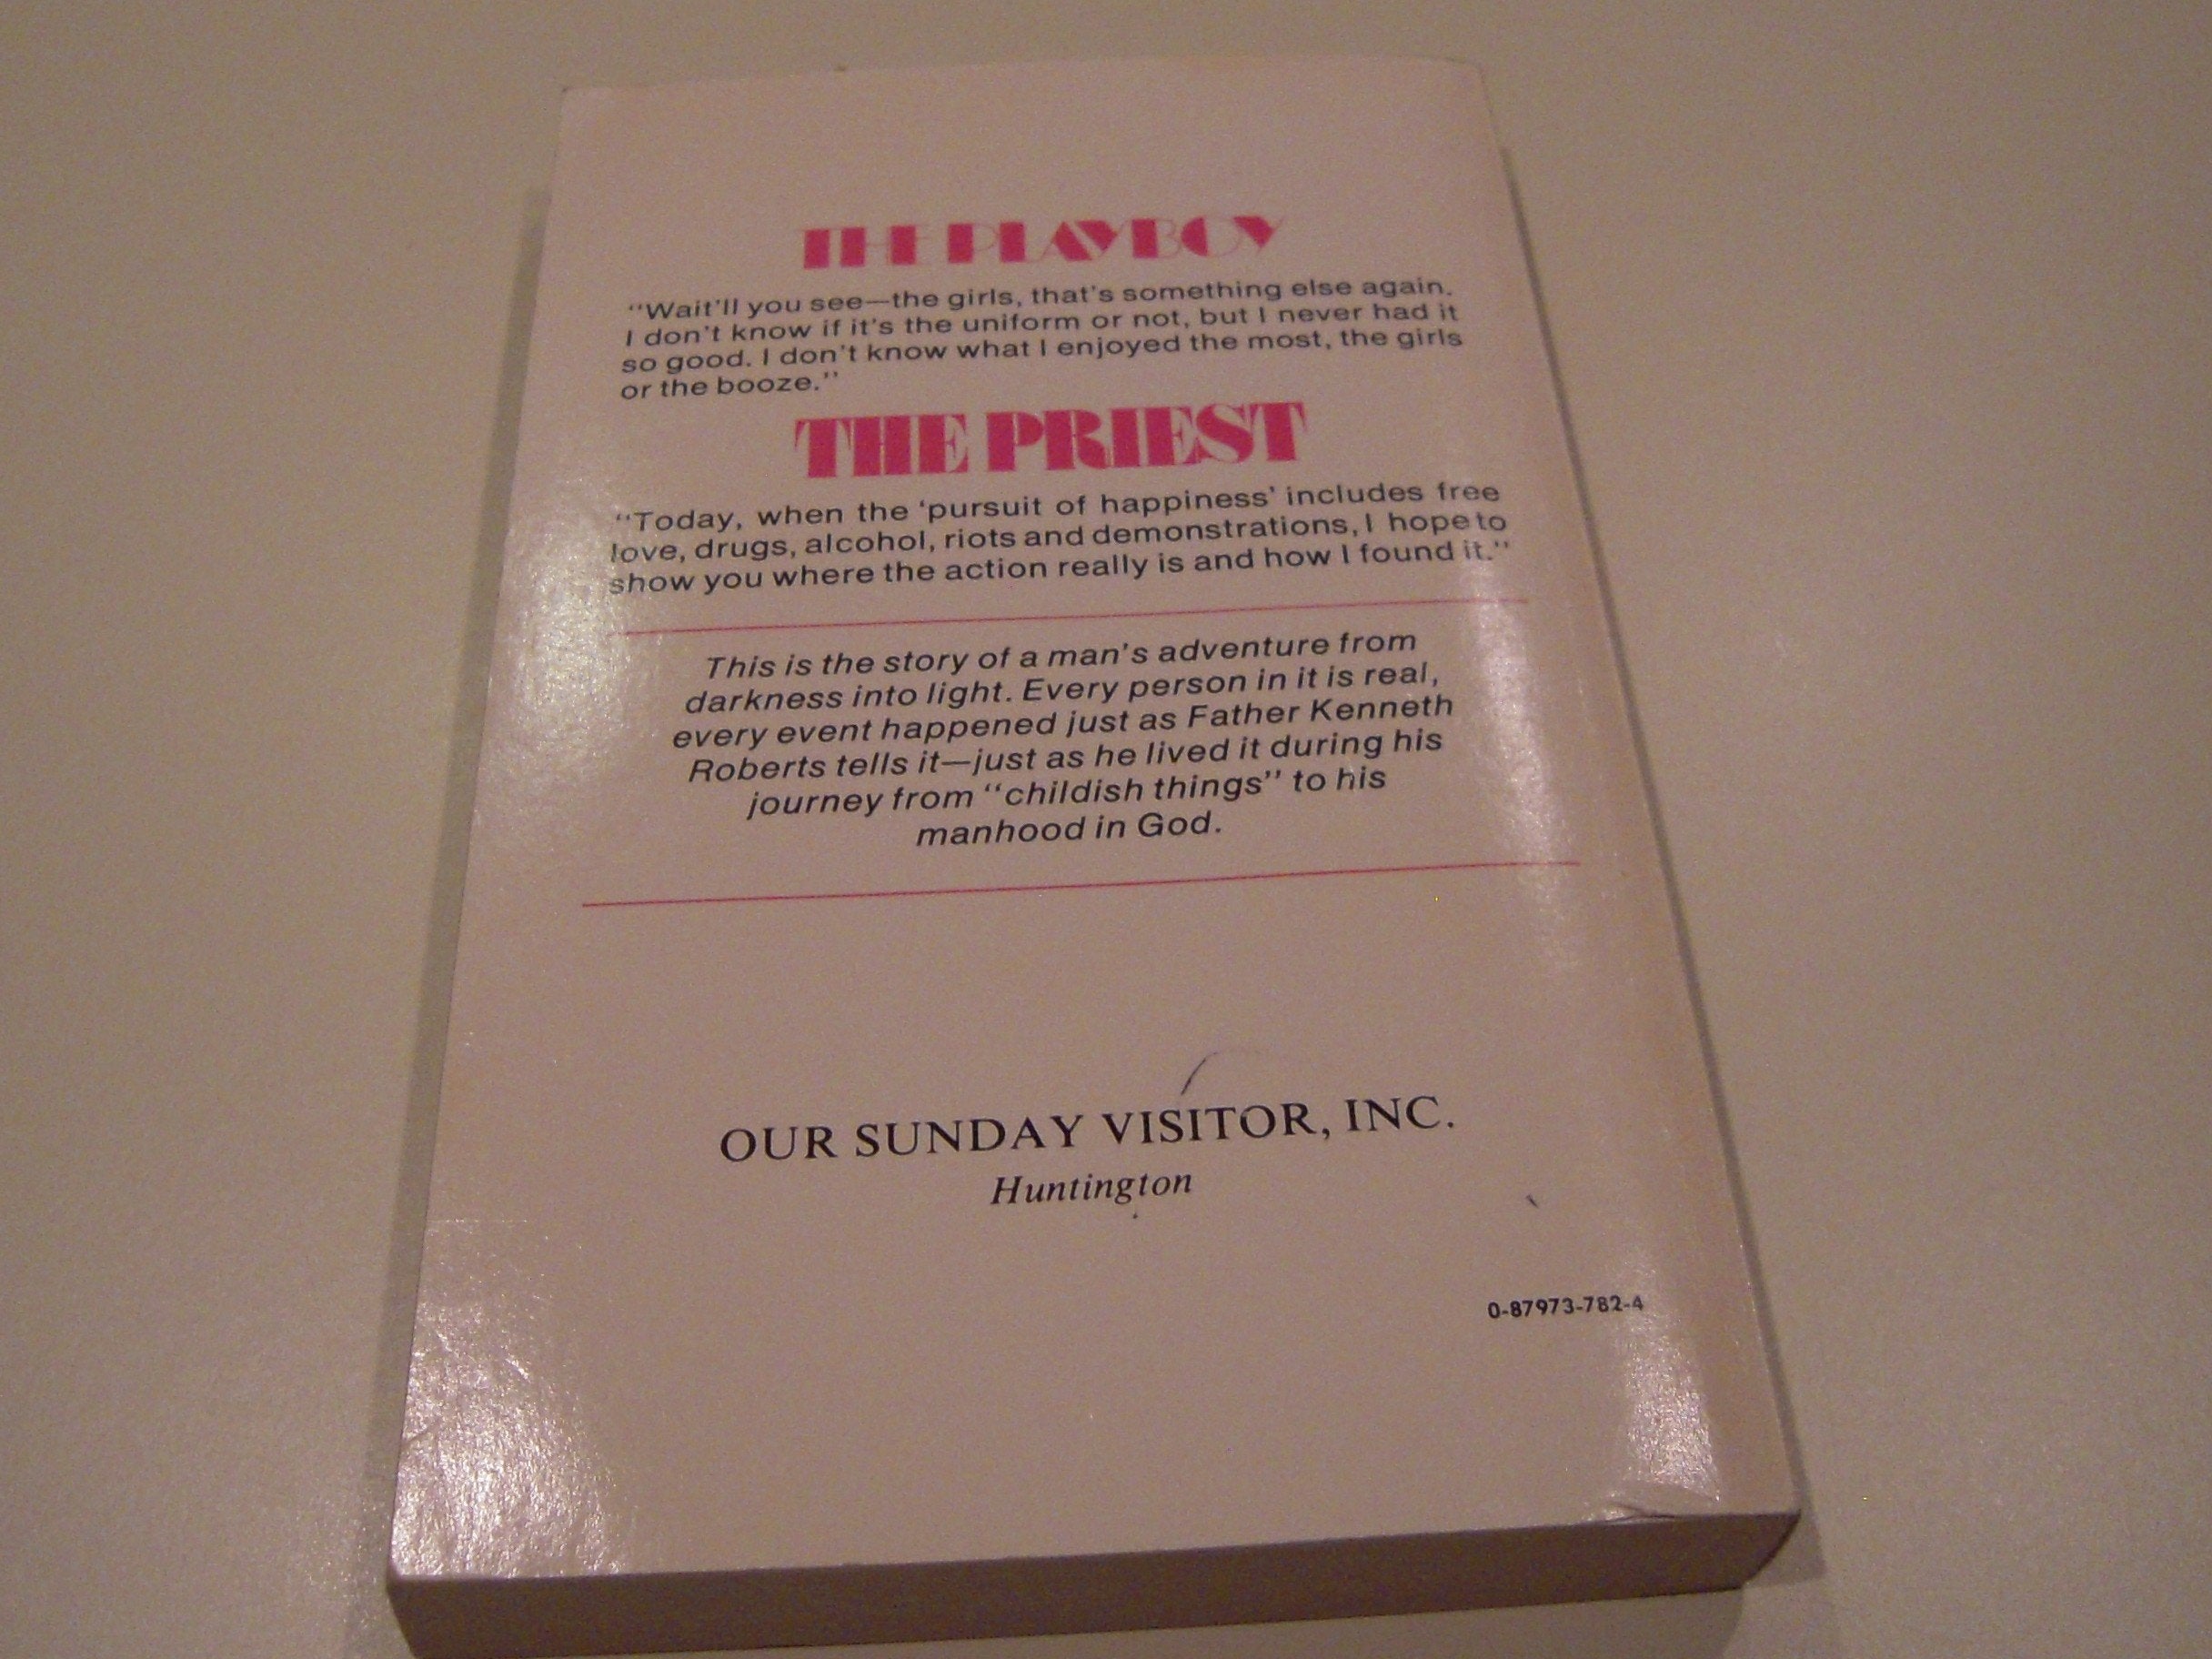 THE PLAYBOY
"Wait'll you see—the girls, that's something else again.
I don't know if it's the uniform or not, but I never had it
so good. I don't know what I enjoyed the most, the girls
or the booze."
THE PRIEST
"Today, when the 'pursuit of happiness' includes free
love, drugs, alcohol, riots and demonstrations, I hope to
show you where the action really is and how I found it."
This is the story of a man's adventure from
darkness into light. Every person in it is real,
every event happened just as Father Kenneth
Roberts tells it—just as he lived it during his
journey from "childish things" to his
manhood in God.
OUR SUNDAY VISITOR, INC.
Huntington
0-87973-782-4